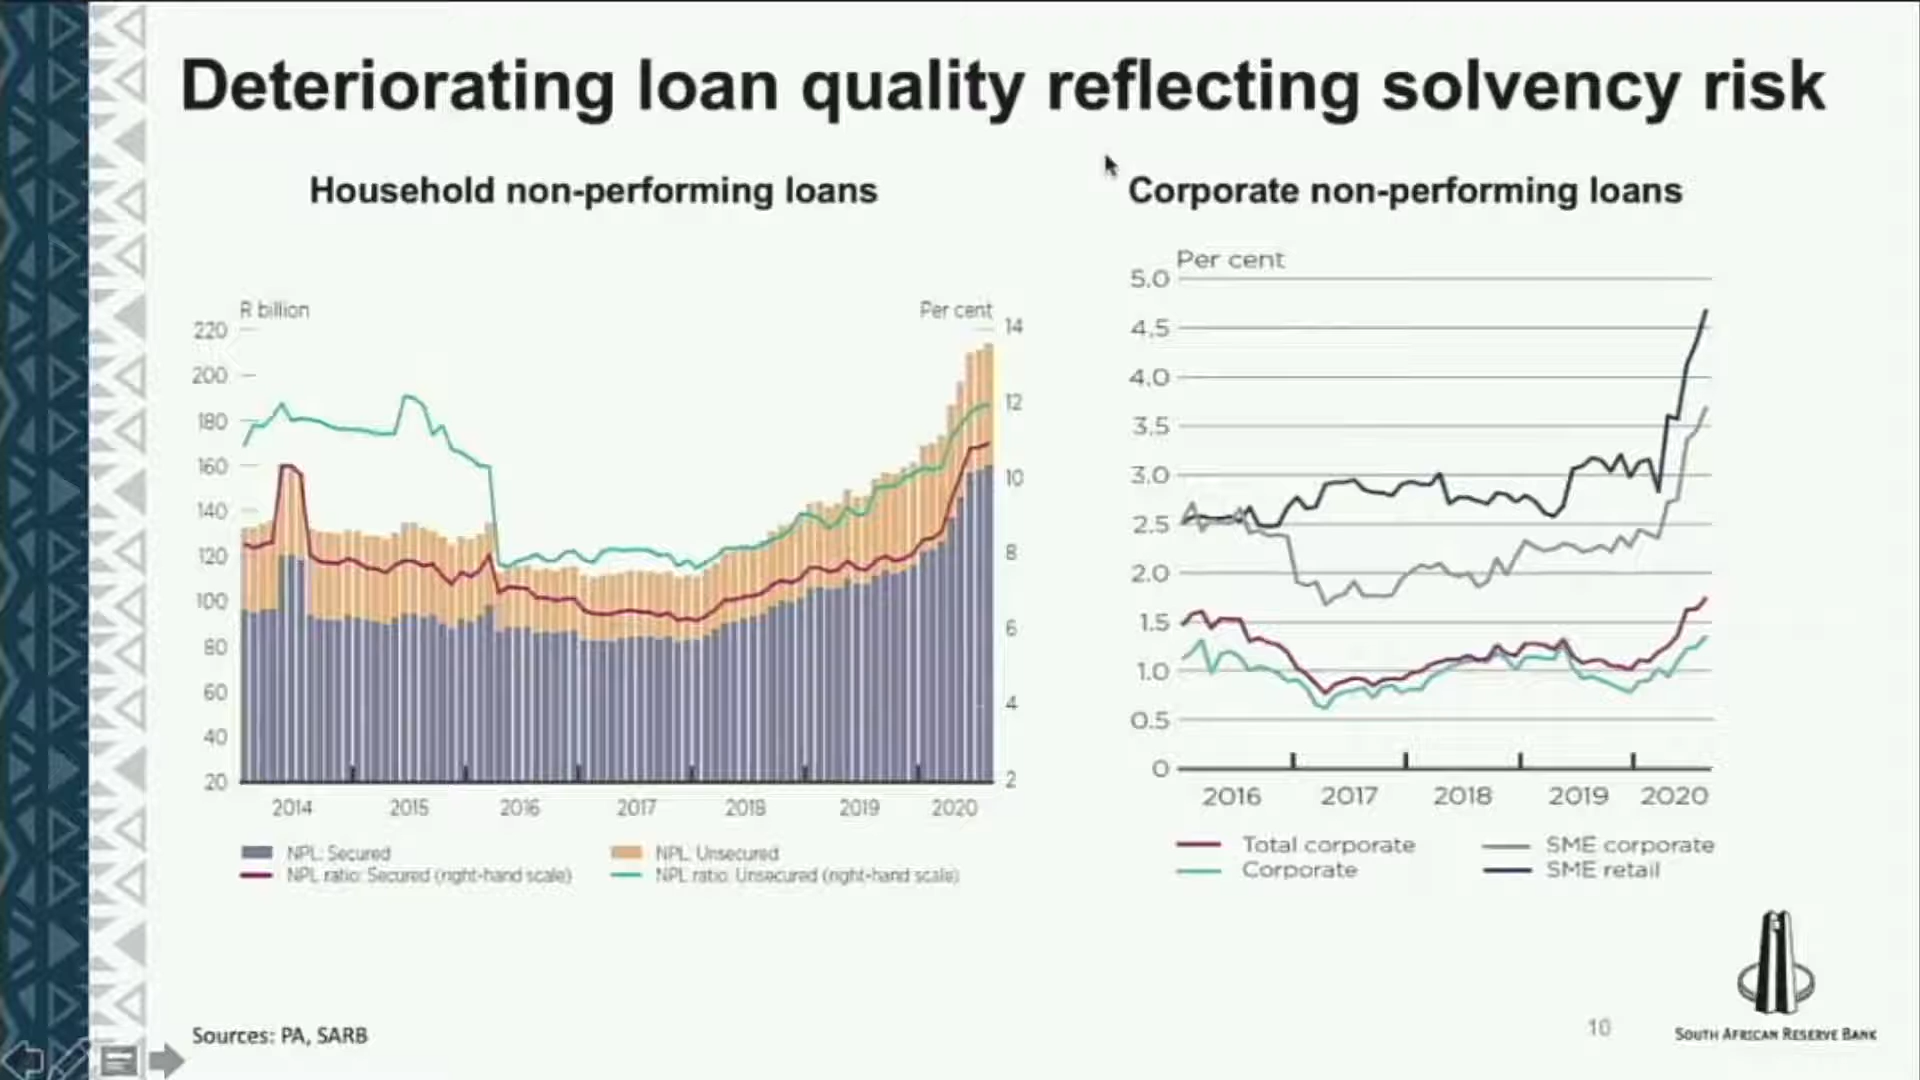 Deteriorating loan quality reflecting solvency risk
Household non-performing loans
R billion
Per cent
220
200
180
160
140
120
100
80
60
40
20
14
12
10
8
6
4
2
2014 2015 2016 2017 2018 2019 2020
NPL: Secured
NPL: Unsecured
NPL ratio: Secured (right-hand scale)
NPL ratio: Unsecured (right-hand scale)
Corporate non-performing loans
Per cent
5.0
4.5
4.0
3.5
3.0
2.5
2.0
1.5
1.0
0.5
0
2016 2017 2018 2019 2020
Total corporate
SME corporate
Corporate
SME retail
Sources: PA, SARB
10
SOUTH AFRICAN RESERVE BANK